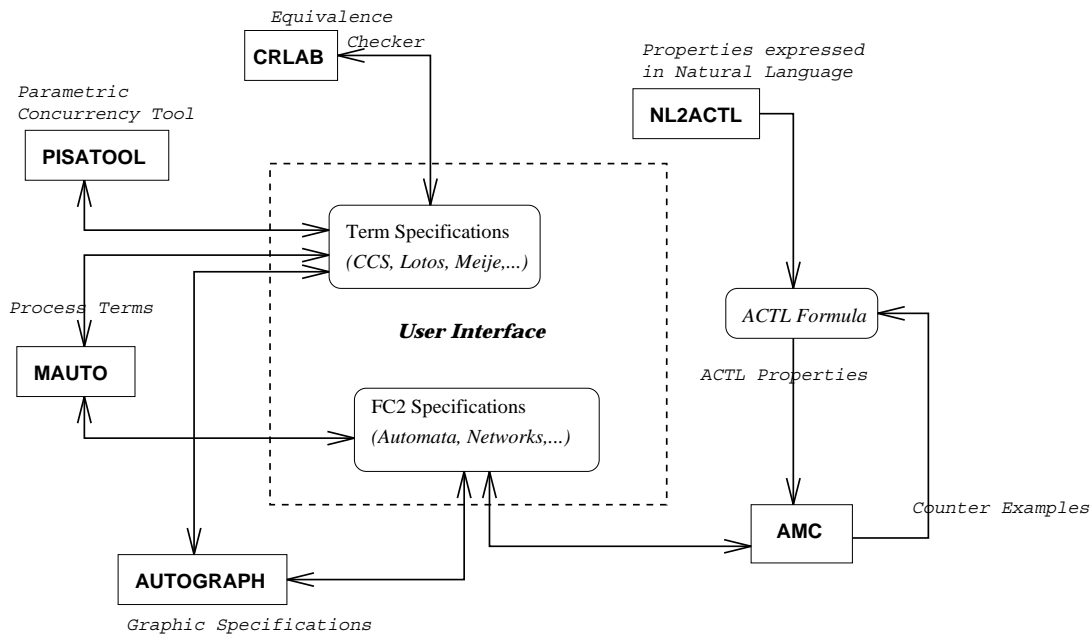 Equivalence
Checker
CRLAB
Properties expressed
in Natural Language
NL2ACTL
Parametric
Concurrency Tool
PISATOOL
Term Specifications
(CCS, Lotos, Meije,...)
Process Terms
User Interface
ACTL Formula
MAUTO
ACTL Properties
FC2 Specifications
(Automata, Networks,...)
Counter Examples
AMC
AUTOGRAPH
Graphic Specifications